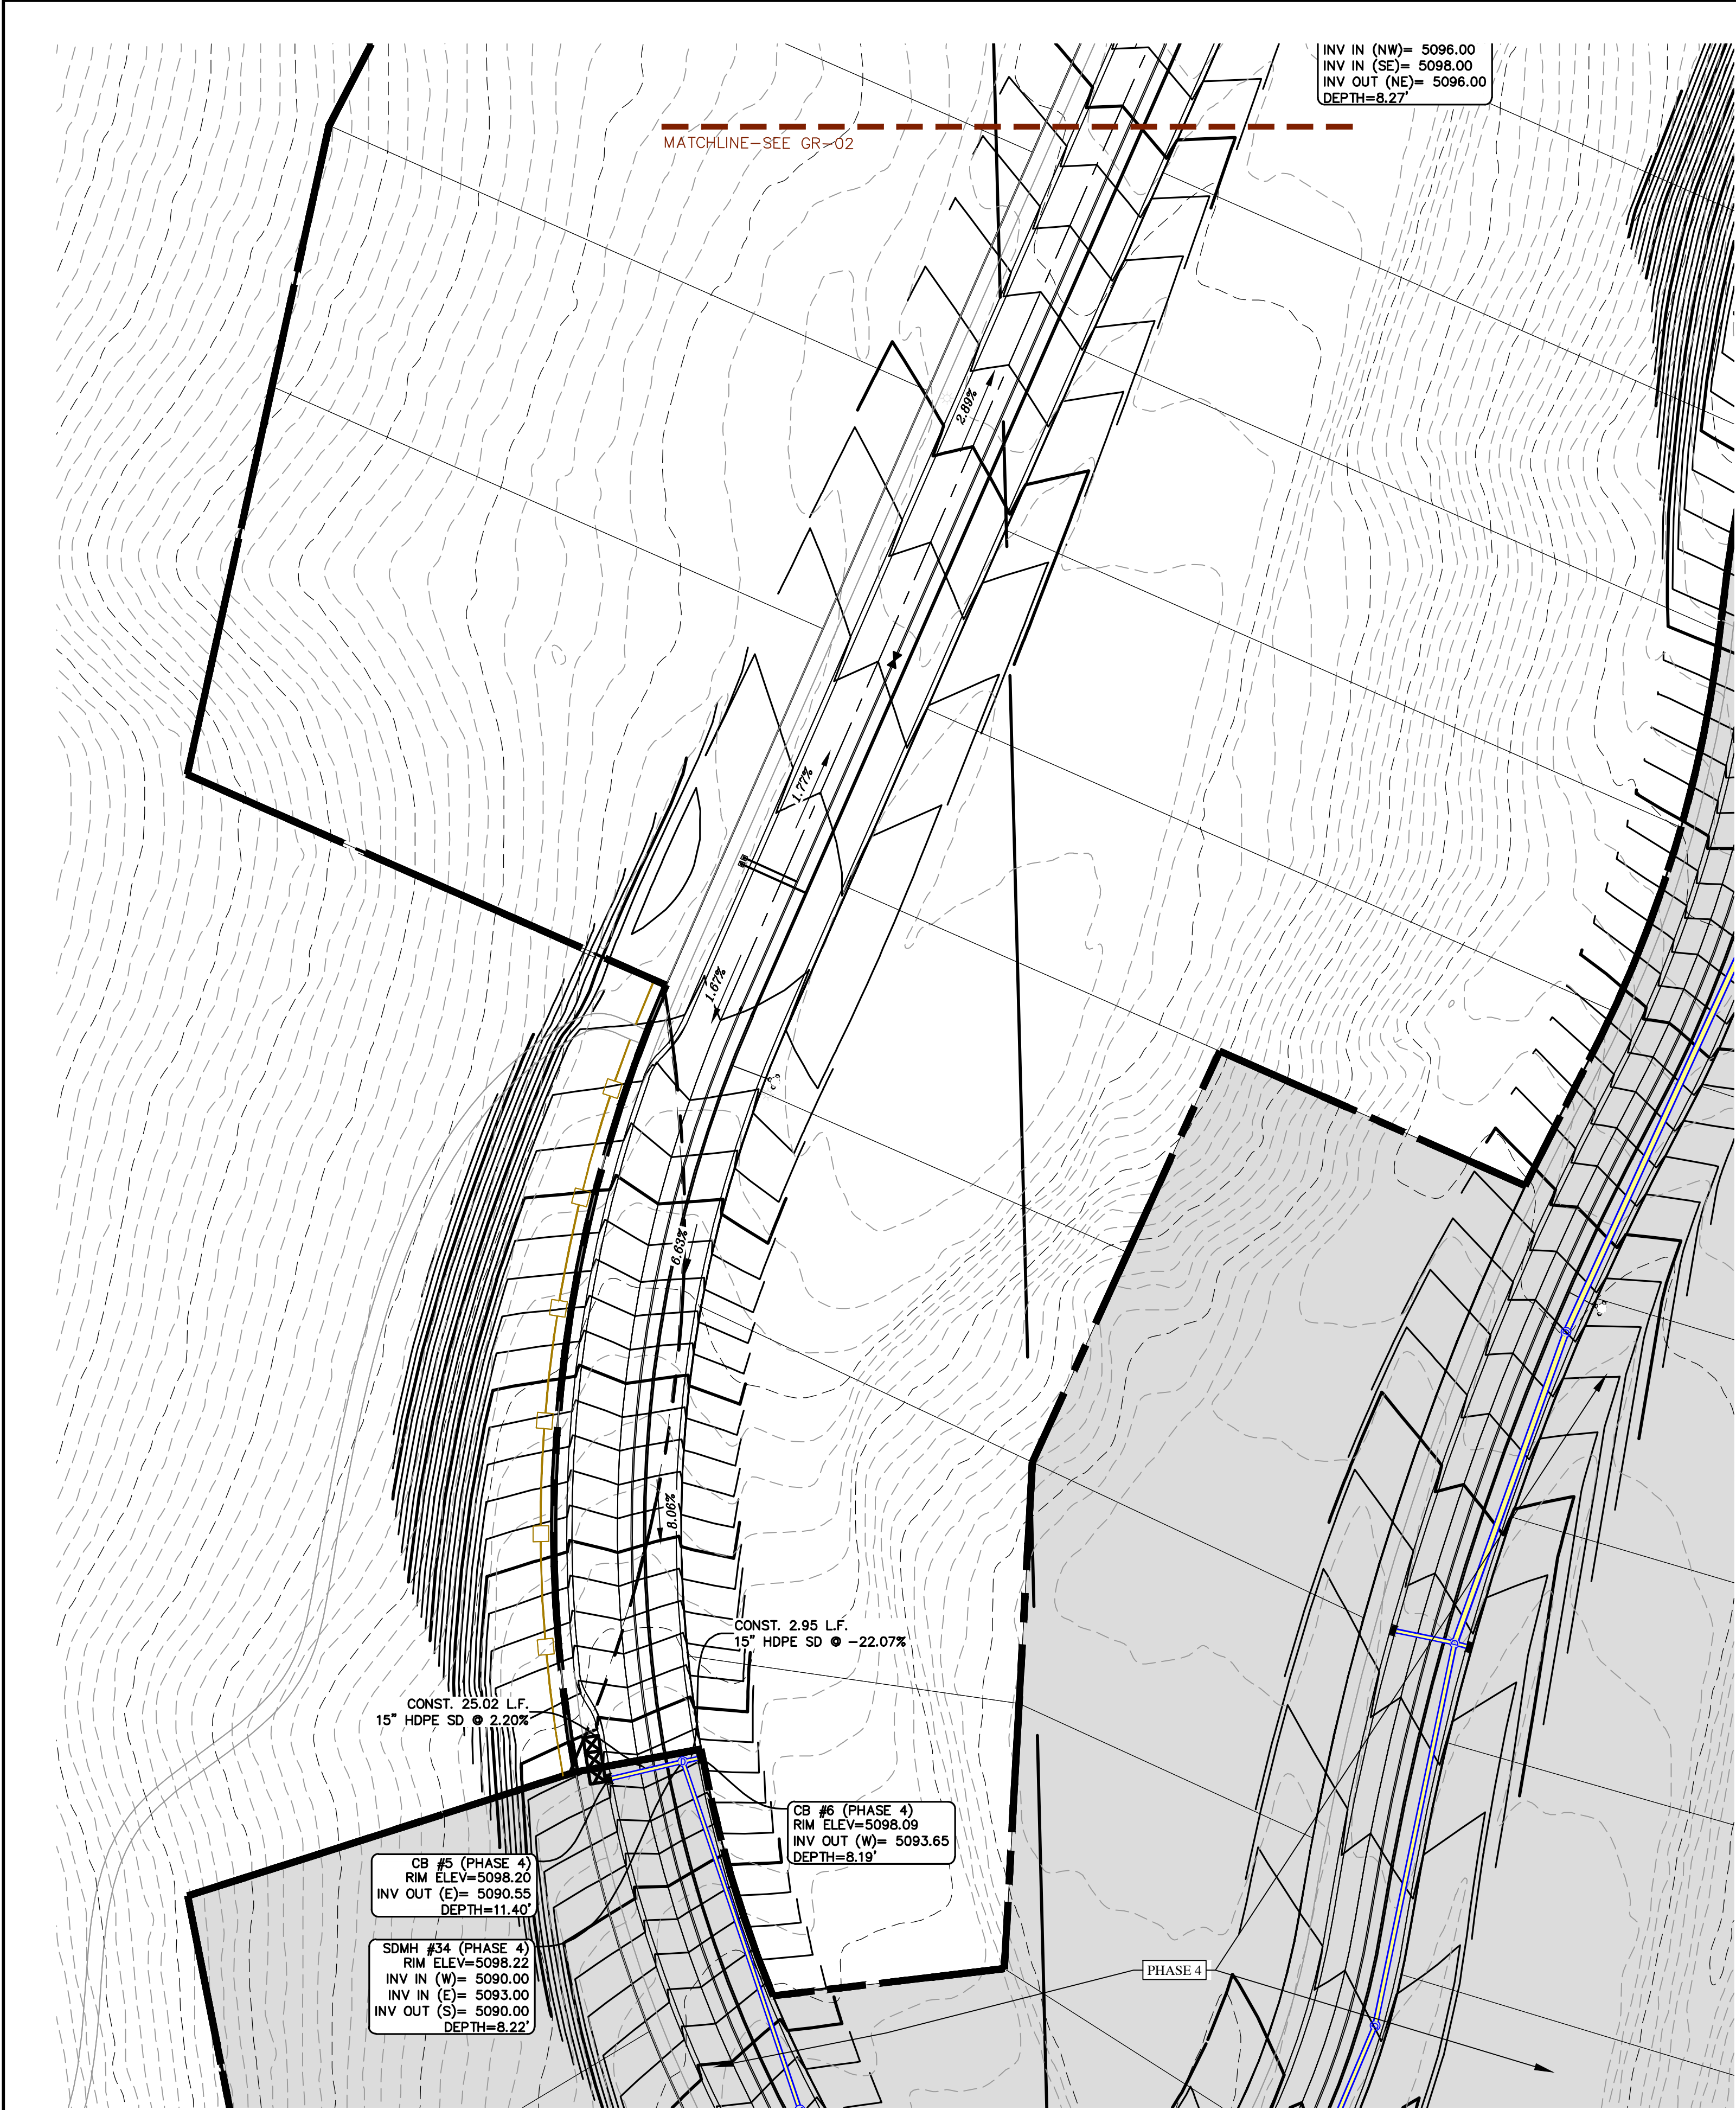 INV IN (NW)= 5096.00
INV IN (SE)= 5098.00
INV OUT (NE)= 5096.00
DEPTH=8.27'
MATCHLINE-SEE GR-02
2.89%
1.77%
1.67%
6.63%
8.06%
CONST. 2.95 L.F.
15" HDPE SD @ -22.07%
CONST. 25.02 L.F.
15" HDPE SD @ 2.20%
CB #6 (PHASE 4)
RIM ELEV=5098.09
INV OUT (W)= 5093.65
DEPTH=8.19'
CB #5 (PHASE 4)
RIM ELEV=5098.20
INV OUT (E)= 5090.55
DEPTH=11.40'
SDMH #34 (PHASE 4)
RIM ELEV=5098.22
INV IN (W)= 5090.00
INV IN (E)= 5093.00
INV OUT (S)= 5090.00
DEPTH=8.22'
PHASE 4